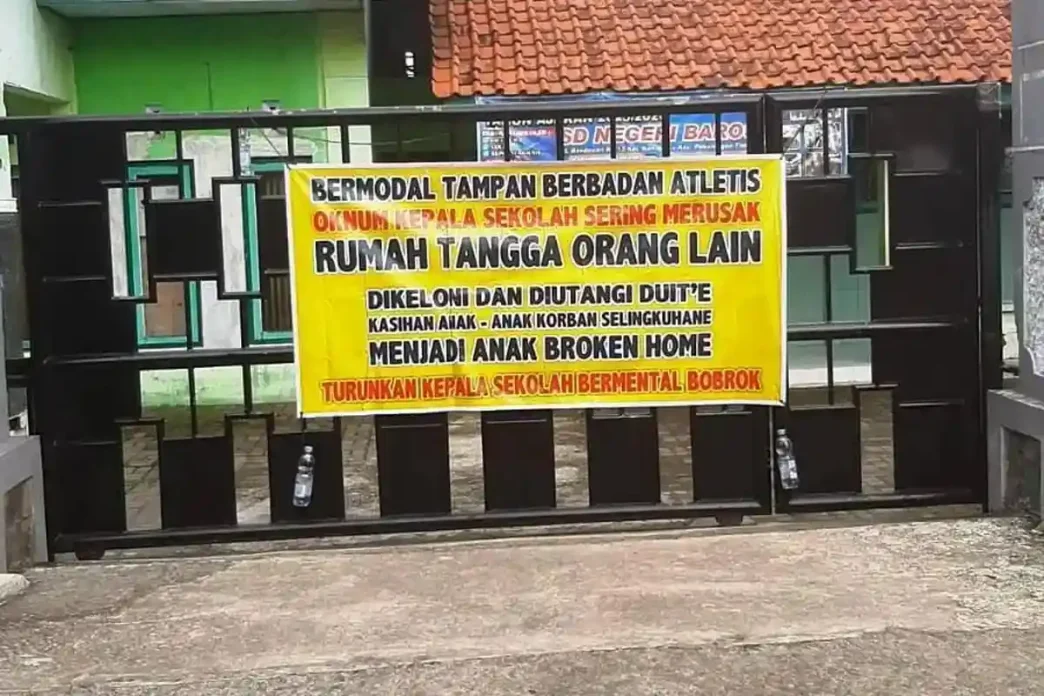 SD NEGERI BARO
BERMODAL TAMPAN BERBADAN ATLETIS
OKNUM KEPALA SEKOLAH SERING MERUSAK
RUMAH TANGGA ORANG LAIN
DIKELONI DAN DIUTANGI DUIT'E
KASIHAN ANAK - ANAK KORBAN SELINGKUHANE
MENJADI ANAK BROKEN HOME
TURUNKAN KEPALA SEKOLAH BERMENTAL BOBROK